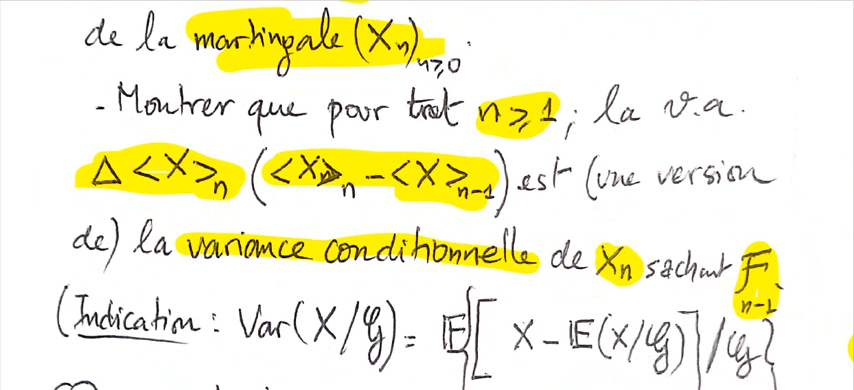 de la martingale (Xn)n≥0.
- Montrer que pour tout n≥1; la v.a.
Δ<X>n (<X>n - <X>n-1) est (une version
de) la variance conditionnelle de Xn sachant Fn-1.
(Indication: Var(X/G) = E{[X - E(X/G)]/G}